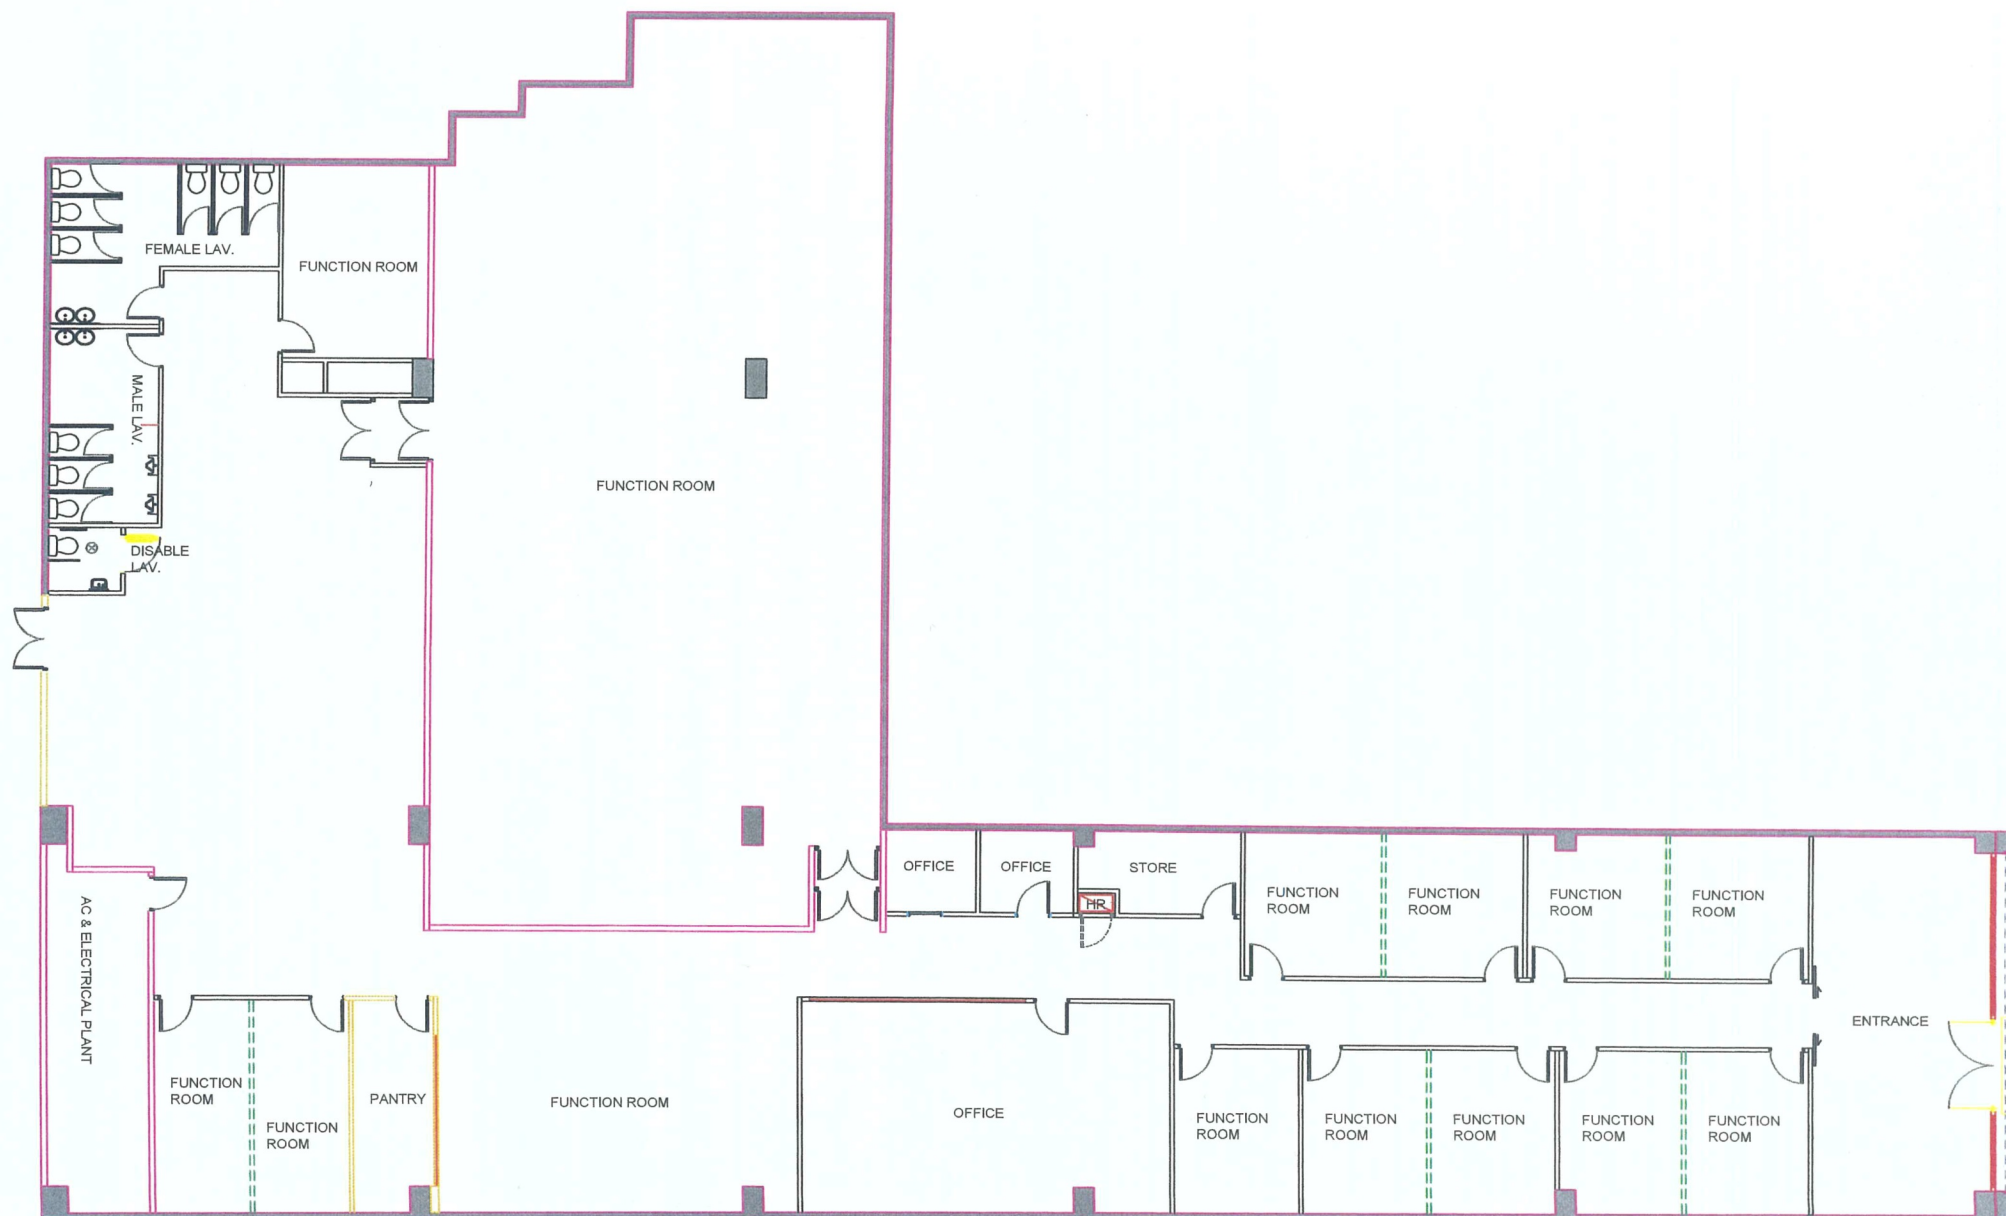 FEMALE LAV.
FUNCTION ROOM
MALE LAV.
FUNCTION ROOM
DISABLE
LAV.
OFFICE
OFFICE
STORE
HR
FUNCTION
ROOM
FUNCTION
ROOM
FUNCTION
ROOM
FUNCTION
ROOM
AC & ELECTRICAL PLANT
ENTRANCE
FUNCTION
ROOM
FUNCTION
ROOM
PANTRY
FUNCTION ROOM
OFFICE
FUNCTION
ROOM
FUNCTION
ROOM
FUNCTION
ROOM
FUNCTION
ROOM
FUNCTION
ROOM